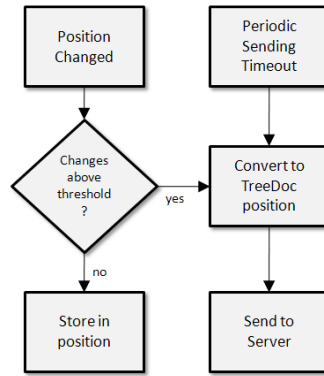 Position
Changed
Periodic
Sending
Timeout
Changes
above
threshold
?
yes
Convert to
TreeDoc
position
no
Store in
position
Send to
Server